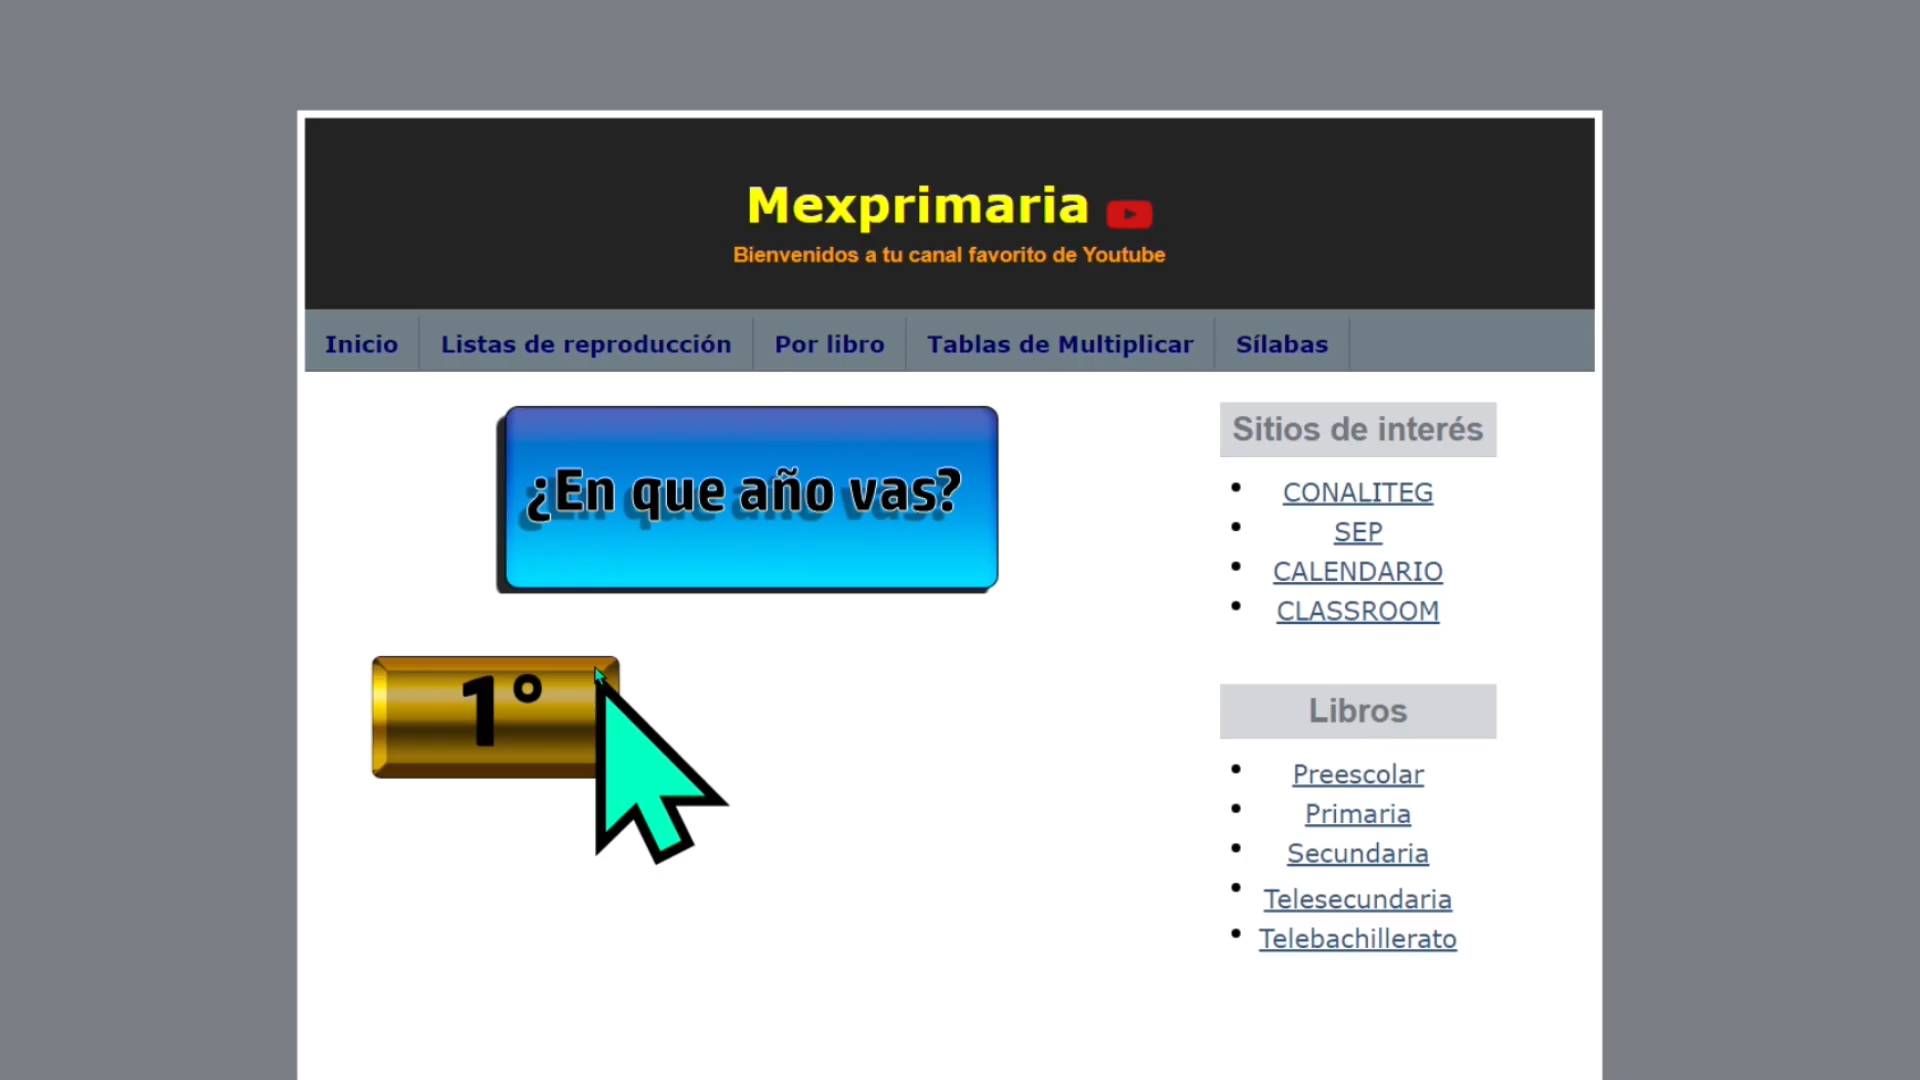 Mexprimaria
Bienvenidos a tu canal favorito de Youtube
Inicio
Listas de reproducción
Por libro
Tablas de Multiplicar
Sílabas
¿En que año vas?
1°
Sitios de interés
CONALITEG
SEP
CALENDARIO
CLASSROOM
Libros
Preescolar
Primaria
Secundaria
Telesecundaria
Telebachillerato